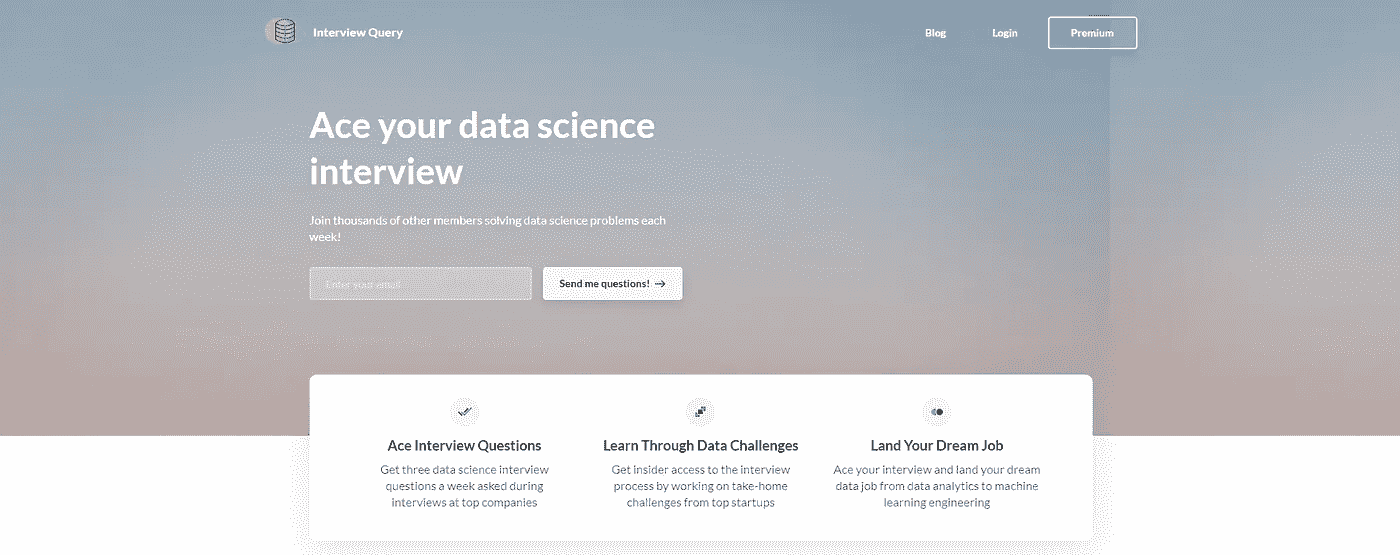 Interview Query
Blog
Login
Premium
Ace your data science
interview
Join thousands of other members solving data science problems each
week!
Enter your email
Send me questions!
Ace Interview Questions
Get three data science interview
questions a week asked during
interviews at top companies
Learn Through Data Challenges
Get insider access to the interview
process by working on take-home
challenges from top startups
Land Your Dream Job
Ace your interview and land your dream
data job from data analytics to machine
learning engineering